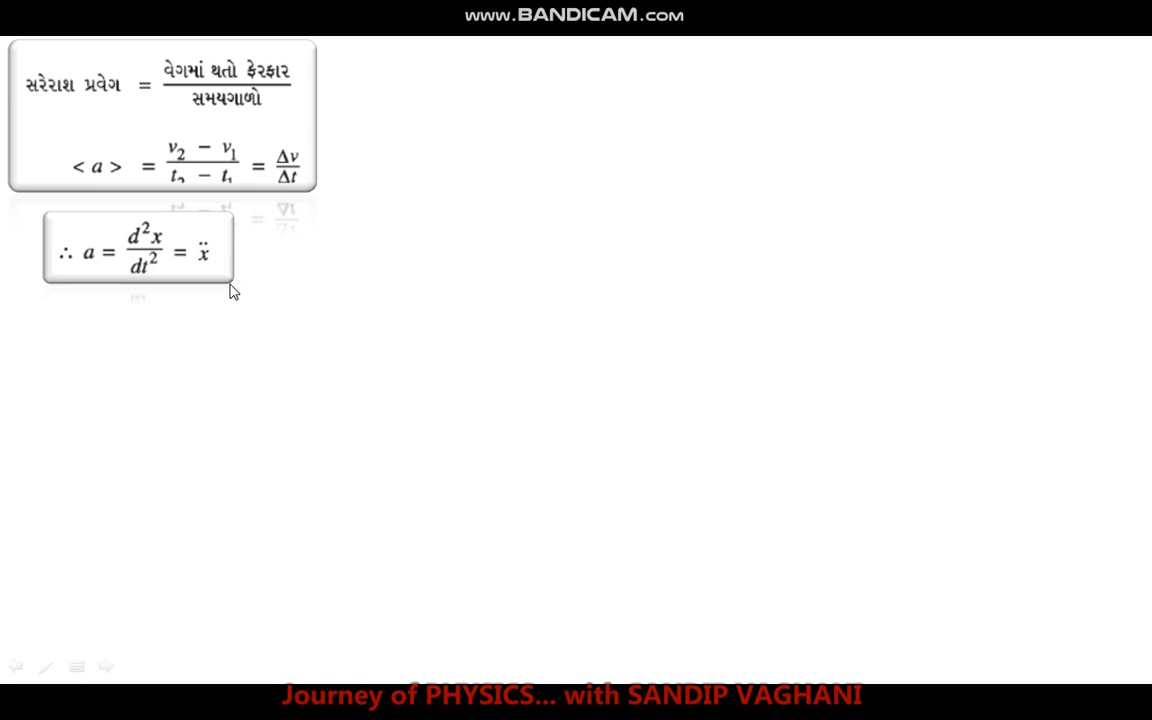 www.BANDICAM.com
સરેરાશ પ્રવેગ = વેગમાં થતો ફેરફાર / સમયગાળો
< a > = v₂ − v₁ / t₂ − t₁ = Δv / Δt
∴ a = d²x / dt² = ẍ
Journey of PHYSICS... with SANDIP VAGHANI